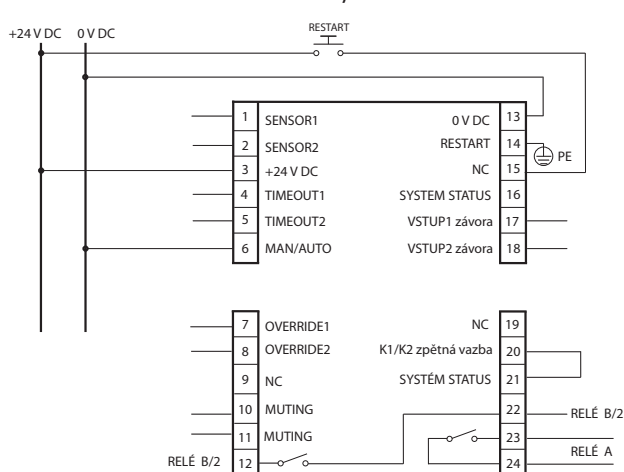 RESTART
+24 V DC 0 V DC
1 SENSOR1 0 V DC 13
2 SENSOR2 RESTART 14
PE
3 +24 V DC NC 15
4 TIMEOUT1 SYSTEM STATUS 16
5 TIMEOUT2 VSTUP1 závora 17
6 MAN/AUTO VSTUP2 závora 18
7 OVERRIDE1 NC 19
8 OVERRIDE2 K1/K2 zpětná vazba 20
9 NC SYSTÉM STATUS 21
10 MUTING 22 RELÉ B/2
11 MUTING 23
RELÉ A
RELÉ B/2 12 24